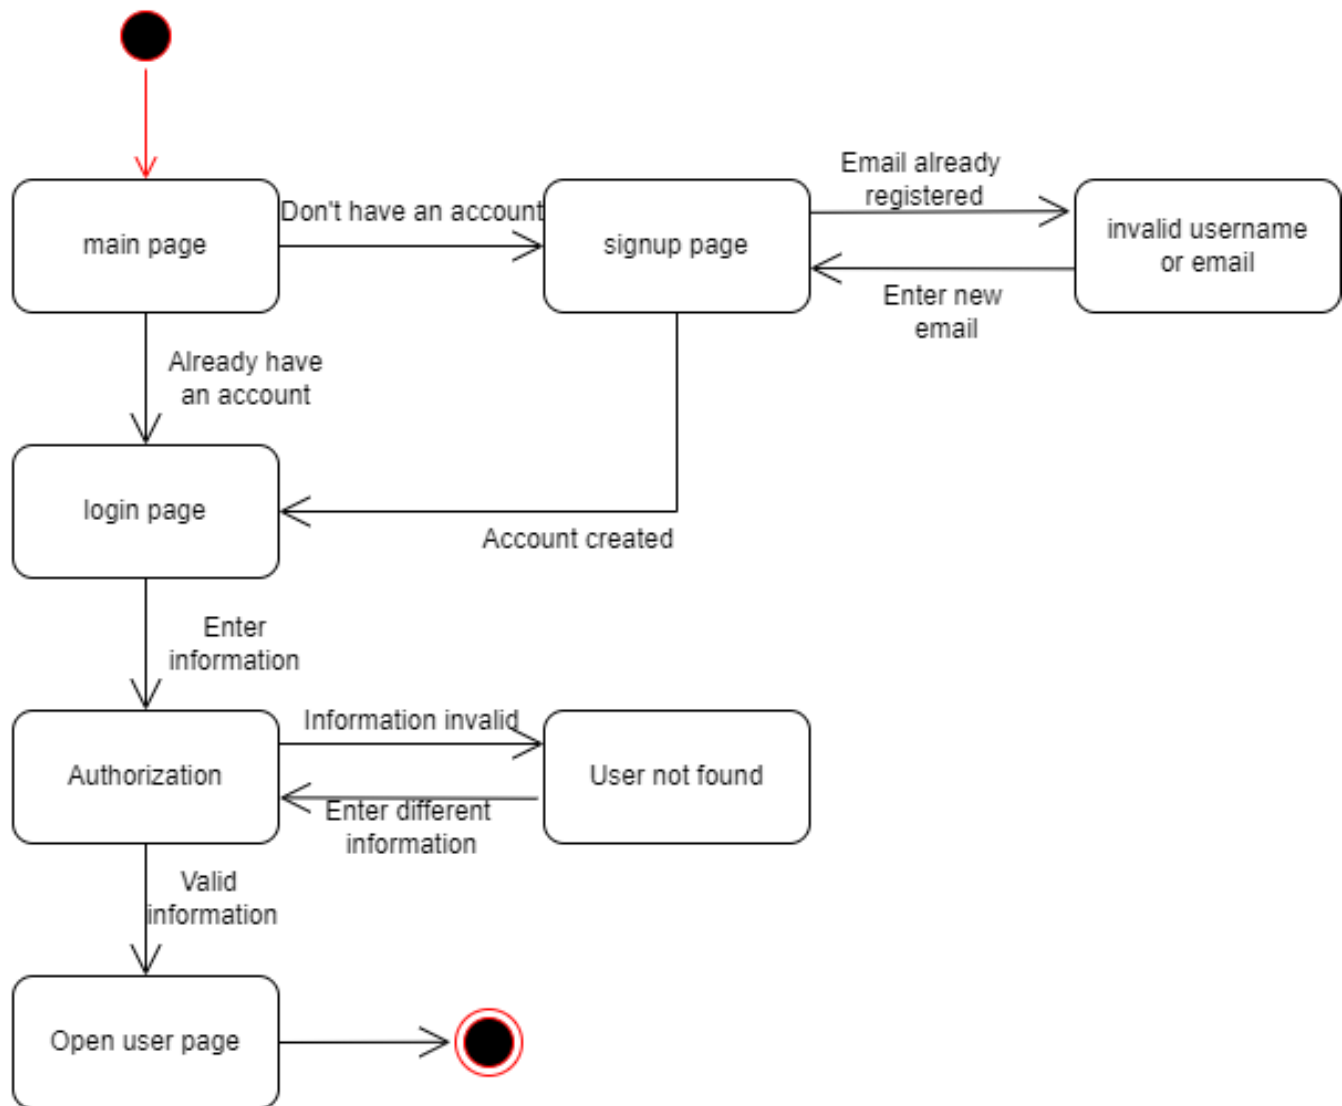 Email already
registered
Don't have an account
main page
signup page
invalid username
or email
Enter new
email
Already have
an account
login page
Account created
Enter
information
Information invalid
Authorization
User not found
Enter different
information
Valid
information
Open user page